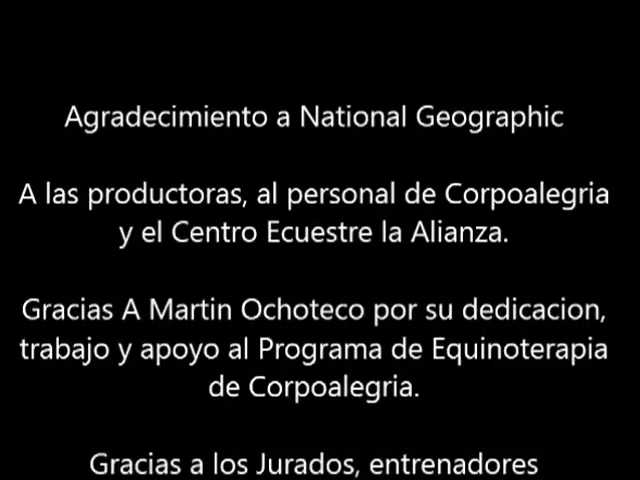 Agradecimiento a National Geographic
A las productoras, al personal de Corpoalegria
y el Centro Ecuestre la Alianza.
Gracias A Martin Ochoteco por su dedicacion,
trabajo y apoyo al Programa de Equinoterapia
de Corpoalegria.
Gracias a los Jurados, entrenadores